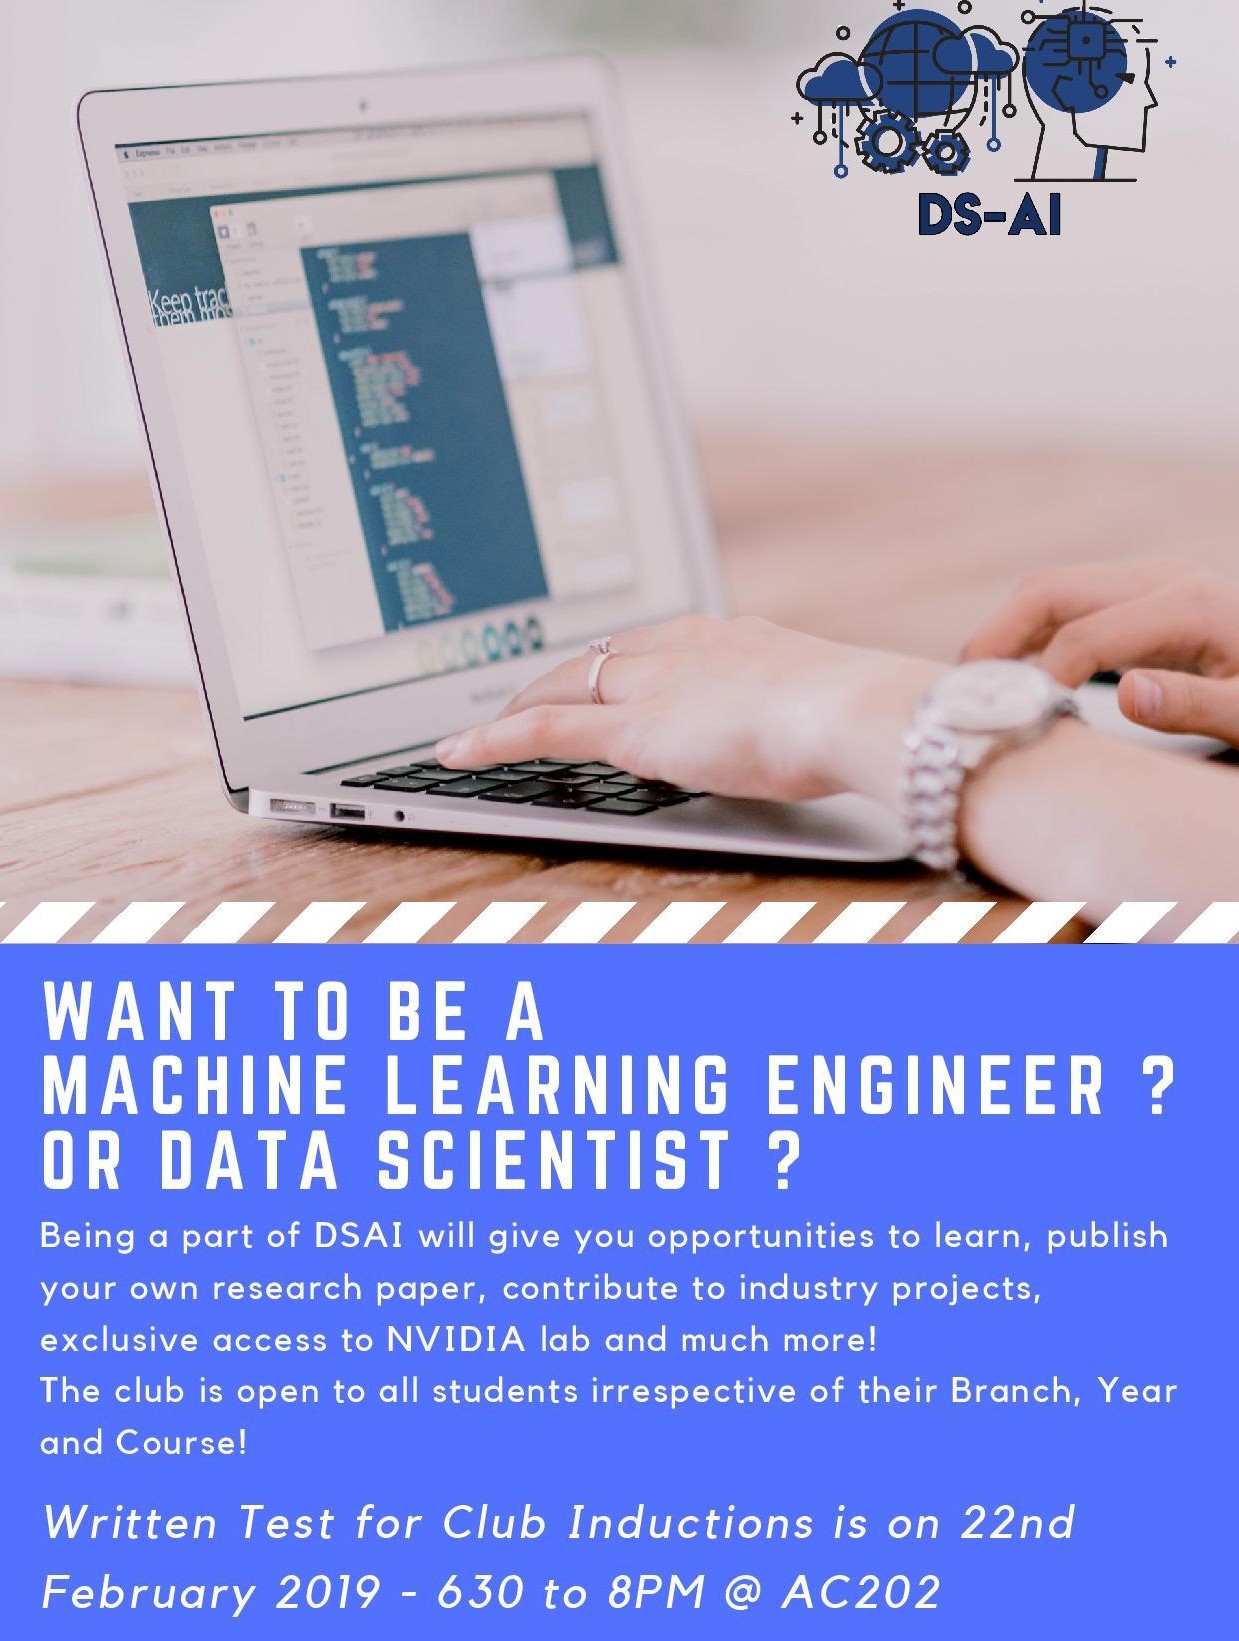 DS-AI
Keep trac
them mos
WANT TO BE A
MACHINE LEARNING ENGINEER ?
OR DATA SCIENTIST ?
Being a part of DSAI will give you opportunities to learn, publish
your own research paper, contribute to industry projects,
exclusive access to NVIDIA lab and much more!
The club is open to all students irrespective of their Branch, Year
and Course!
Written Test for Club Inductions is on 22nd
February 2019 - 630 to 8PM @ AC202